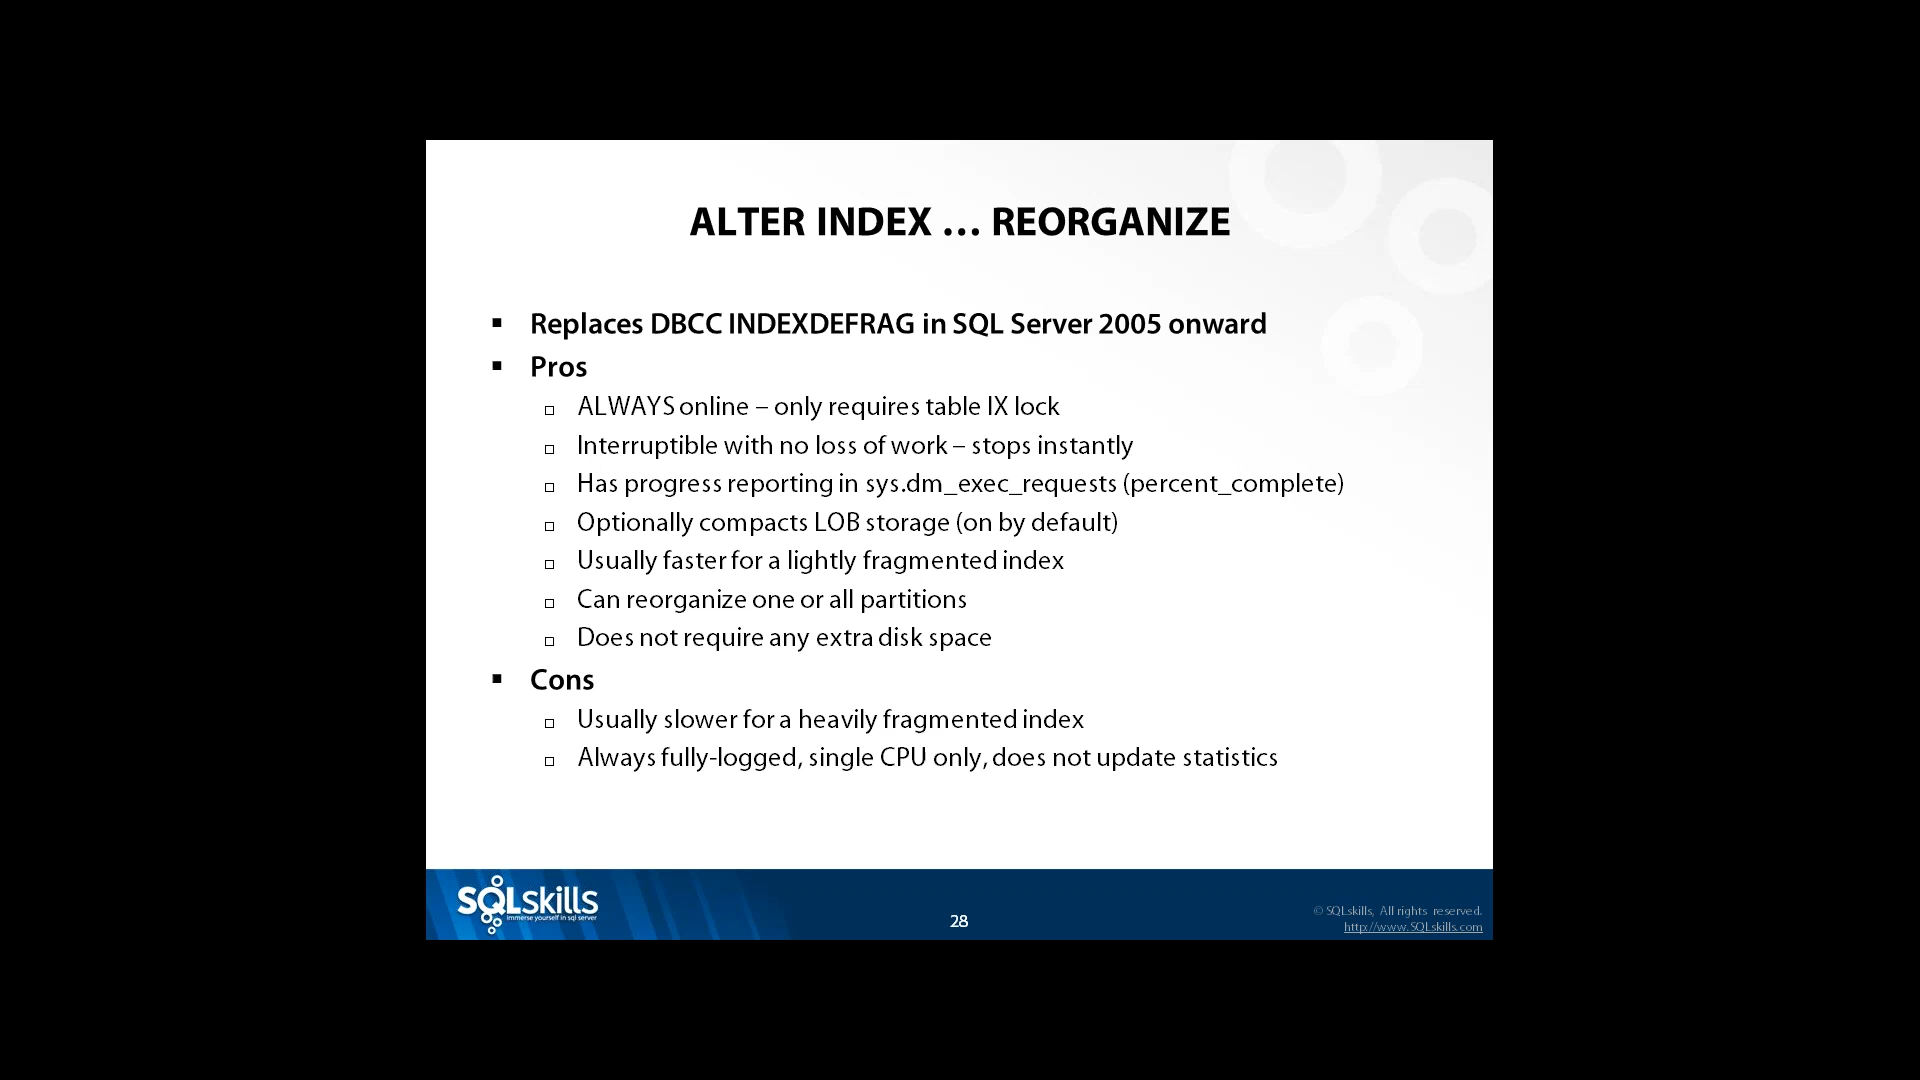 ALTER INDEX … REORGANIZE
▪ Replaces DBCC INDEXDEFRAG in SQL Server 2005 onward
▪ Pros
□ ALWAYS online – only requires table IX lock
□ Interruptible with no loss of work – stops instantly
□ Has progress reporting in sys.dm_exec_requests (percent_complete)
□ Optionally compacts LOB storage (on by default)
□ Usually faster for a lightly fragmented index
□ Can reorganize one or all partitions
□ Does not require any extra disk space
▪ Cons
□ Usually slower for a heavily fragmented index
□ Always fully-logged, single CPU only, does not update statistics
SQLskills
immerse yourself in sql server
28
© SQLskills, All rights reserved.
http://www.SQLskills.com